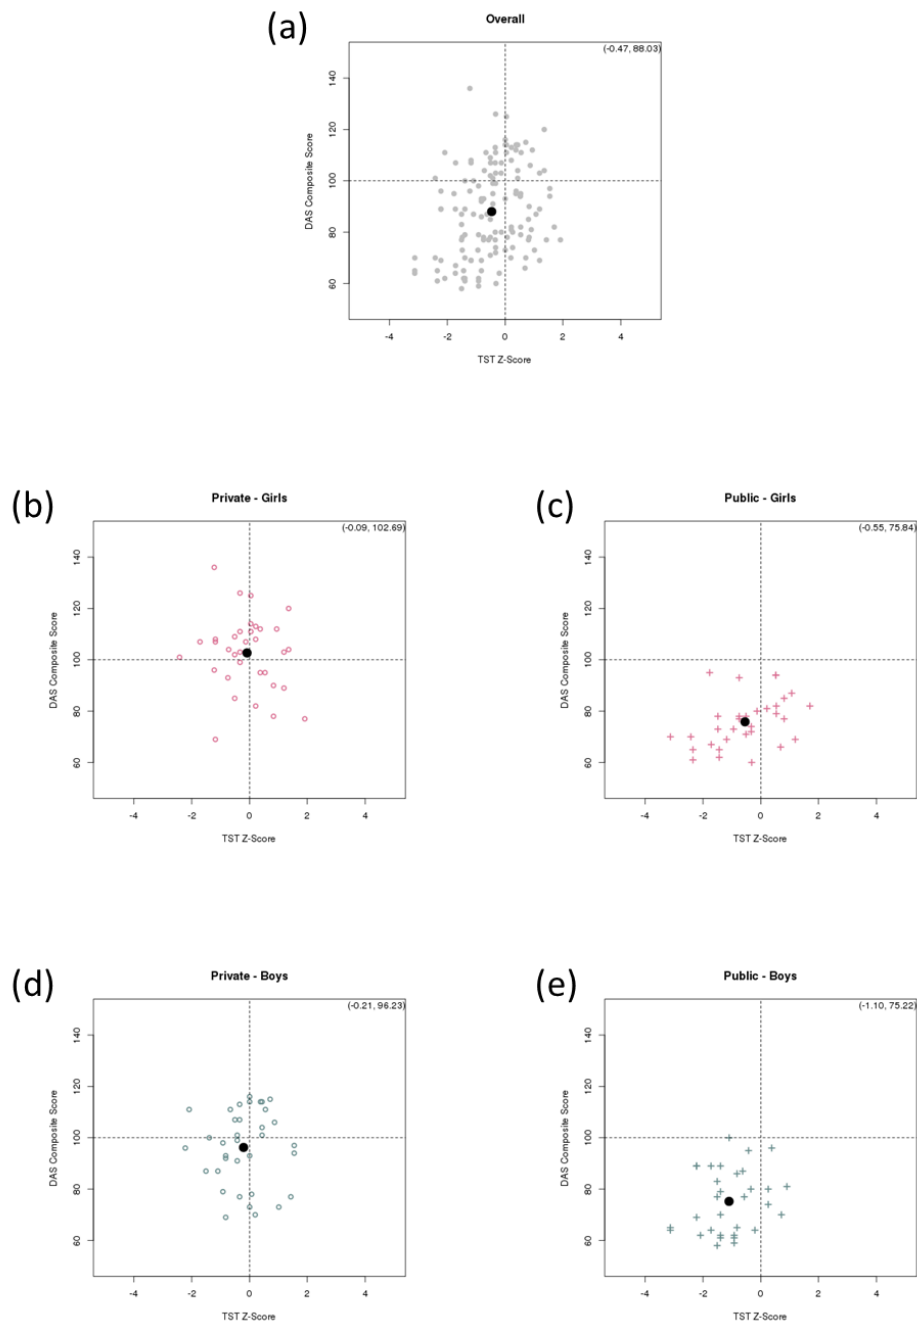 (a)
Overall
(-0.47, 88.03)
140
120
100
80
60
DAS Composite Score
-4
-2
0
2
4
TST Z-Score
(b)
Private - Girls
(-0.09, 102.69)
140
120
100
80
60
DAS Composite Score
-4
-2
0
2
4
TST Z-Score
(c)
Public - Girls
(-0.55, 75.84)
140
120
100
80
60
DAS Composite Score
-4
-2
0
2
4
TST Z-Score
(d)
Private - Boys
(-0.21, 96.23)
140
120
100
80
60
DAS Composite Score
-4
-2
0
2
4
TST Z-Score
(e)
Public - Boys
(-1.10, 75.22)
140
120
100
80
60
DAS Composite Score
-4
-2
0
2
4
TST Z-Score